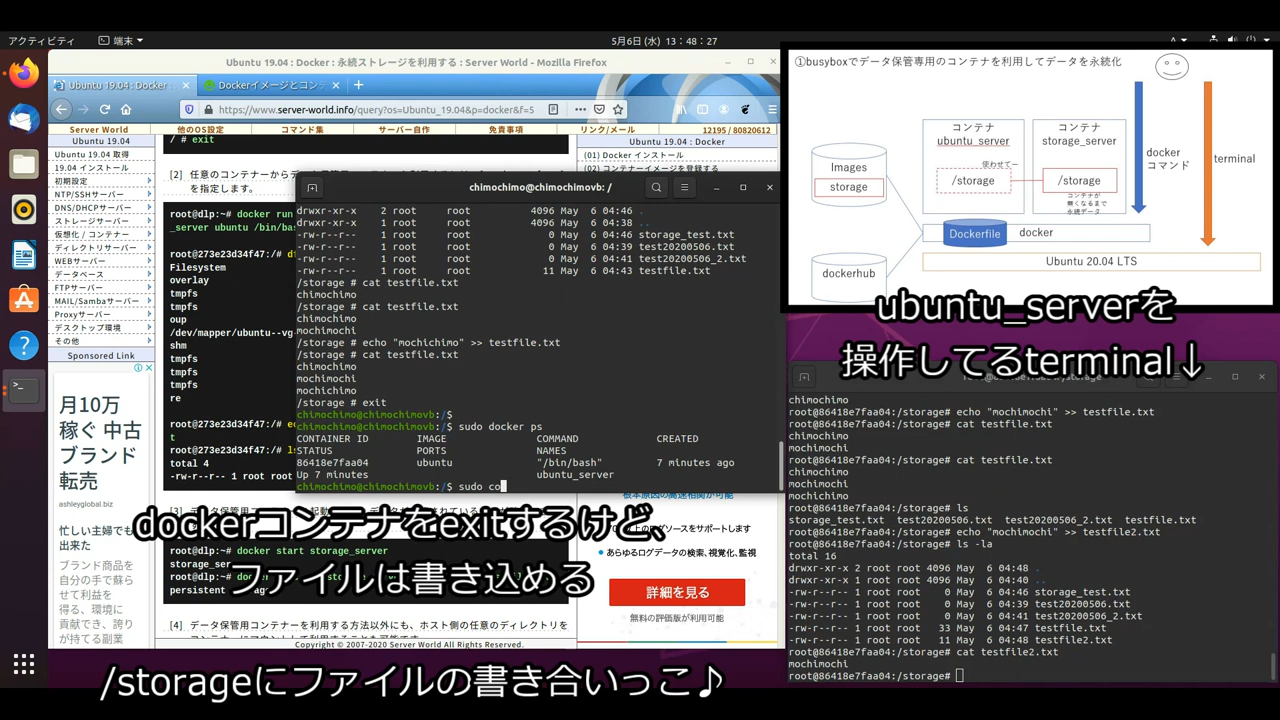 アクティビティ
端末
5月6日 (水) 13:48:27
Ubuntu 19.04 : Docker : 永続ストレージを利用する : Server World - Mozilla Firefox
Ubuntu 19.04 : Docker :
Dockerイメージとコンテ
https://www.server-world.info/query?os=Ubuntu_19.04&p=docker&f=5
Server World
他のOS設定
コマンド集
サーバー自作
免責事項
リンク/メール
12195 / 80820612
Ubuntu 19.04
Ubuntu 19.04 取得
19.04 インストール
初期設定
NTP/SSHサーバー
DNS/DHCPサーバー
ストレージサーバー
仮想化 / コンテナー
ディレクトリサーバー
WEBサーバー
データベース
FTPサーバー
MAIL/Sambaサーバー
Proxyサーバー
デスクトップ環境
その他
Sponsored Link
月10万
稼ぐ 中古
ブランド
転売
ashleyglobal.biz
忙しい主婦でも
出来た
ブランド商品を
自分の手で蘇ら
せて利益を
得る、環境に
貢献でき、誇り
が持てる副業
/ # exit
[2]
を指定します。
root@dlp:~# docker run
_server ubuntu /bin/bas
root@273e23d34f47:/# df
Filesystem
overlay
tmpfs
tmpfs
oup
/dev/mapper/ubuntu--vg
shm
tmpfs
tmpfs
tmpfs
re
root@273e23d34f47:/# ec
t
root@273e23d34f47:/# ls
total 4
-rw-r--r-- 1 root root
root@dlp:~# docker start storage_server
[4] データ保管用コンテナーを利用する方法以外にも、ホスト側の任意のディレクトリを
Copyright © 2007-2020 Server World All Rights Reserved.
Ubuntu 19.04 : Docker
(01) Docker インストール
(02) コンテナーイメージを登録する
あらゆるログデータの検索、視覚化、監視
詳細を見る
無料の評価版が利用可能
chimochimo@chimochimovb: /
drwxr-xr-x 2 root root 4096 May 6 04:46 .
drwxr-xr-x 1 root root 4096 May 6 04:38 ..
-rw-r--r-- 1 root root 0 May 6 04:46 storage_test.txt
-rw-r--r-- 1 root root 0 May 6 04:39 test20200506.txt
-rw-r--r-- 1 root root 0 May 6 04:41 test20200506_2.txt
-rw-r--r-- 1 root root 11 May 6 04:43 testfile.txt
/storage # cat testfile.txt
chimochimo
/storage # cat testfile.txt
chimochimo
mochimochi
/storage # echo "mochichimo" >> testfile.txt
/storage # cat testfile.txt
chimochimo
mochimochi
mochichimo
/storage # exit
chimochimo@chimochimovb:/$
chimochimo@chimochimovb:/$ sudo docker ps
CONTAINER ID IMAGE COMMAND CREATED
STATUS PORTS NAMES
86418e7faa04 ubuntu "/bin/bash" 7 minutes ago
Up 7 minutes ubuntu_server
chimochimo@chimochimovb:/$ sudo co
①busyboxでデータ保管専用のコンテナを利用してデータを永続化
コンテナ
ubuntu_server
コンテナ
storage_server
使わせてー
/storage
/storage
コンテナが
無くなるまで
永続データ
Images
storage
dockerhub
Dockerfile
docker
Ubuntu 20.04 LTS
docker
コマンド
terminal
ubuntu_serverを
操作してるterminal↓
chimochimo
root@86418e7faa04:/storage# echo "mochimochi" >> testfile.txt
root@86418e7faa04:/storage# cat testfile.txt
chimochimo
mochimochi
root@86418e7faa04:/storage# cat testfile.txt
chimochimo
mochimochi
mochichimo
root@86418e7faa04:/storage# ls
storage_test.txt test20200506.txt test20200506_2.txt testfile.txt
root@86418e7faa04:/storage# echo "mochimochi" >> testfile2.txt
root@86418e7faa04:/storage# ls -la
total 16
drwxr-xr-x 2 root root 4096 May 6 04:48 .
drwxr-xr-x 1 root root 4096 May 6 04:40 ..
-rw-r--r-- 1 root root 0 May 6 04:46 storage_test.txt
-rw-r--r-- 1 root root 0 May 6 04:39 test20200506.txt
-rw-r--r-- 1 root root 0 May 6 04:41 test20200506_2.txt
-rw-r--r-- 1 root root 33 May 6 04:47 testfile.txt
-rw-r--r-- 1 root root 11 May 6 04:48 testfile2.txt
root@86418e7faa04:/storage# cat testfile2.txt
mochimochi
root@86418e7faa04:/storage#
dockerコンテナをexitするけど、
ファイルは書き込める
/storageにファイルの書き合いっこ♪